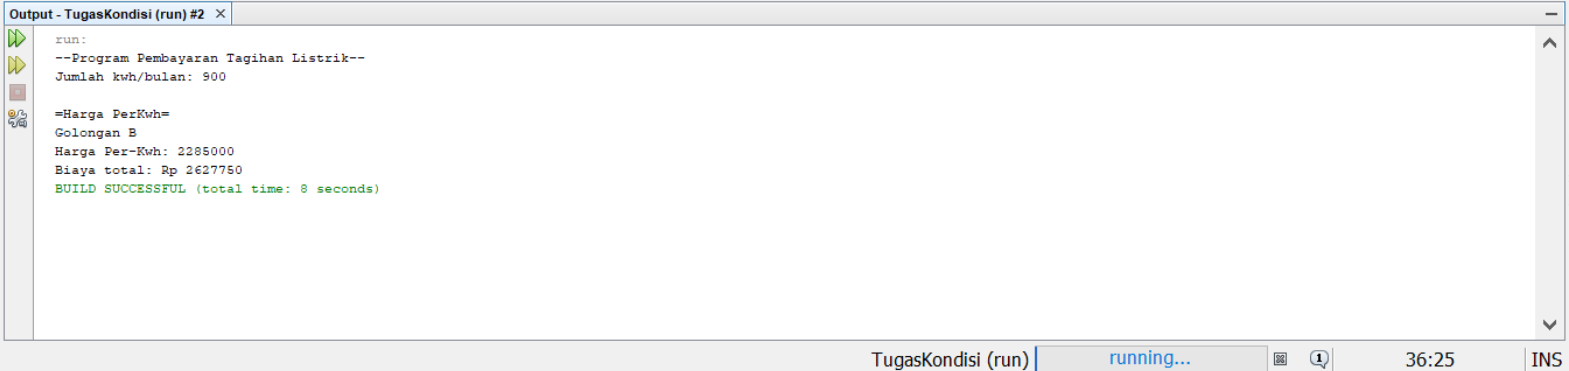 Output - TugasKondisi (run) #2
run:
--Program Pembayaran Tagihan Listrik--
Jumlah kwh/bulan: 900
=Harga PerKwh=
Golongan B
Harga Per-Kwh: 2285000
Biaya total: Rp 2627750
BUILD SUCCESSFUL (total time: 8 seconds)
TugasKondisi (run) running... 1 36:25 INS